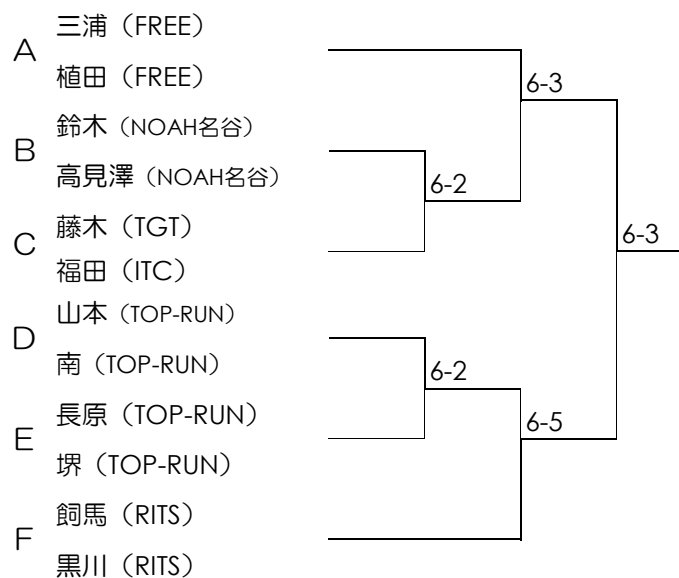 A
三浦（FREE）
植田（FREE）
B
鈴木（NOAH名谷）
高見澤（NOAH名谷）
C
藤木（TGT）
福田（ITC）
D
山本（TOP-RUN）
南（TOP-RUN）
E
長原（TOP-RUN）
堺（TOP-RUN）
F
飼馬（RITS）
黒川（RITS）
6-3
6-2
6-3
6-2
6-5